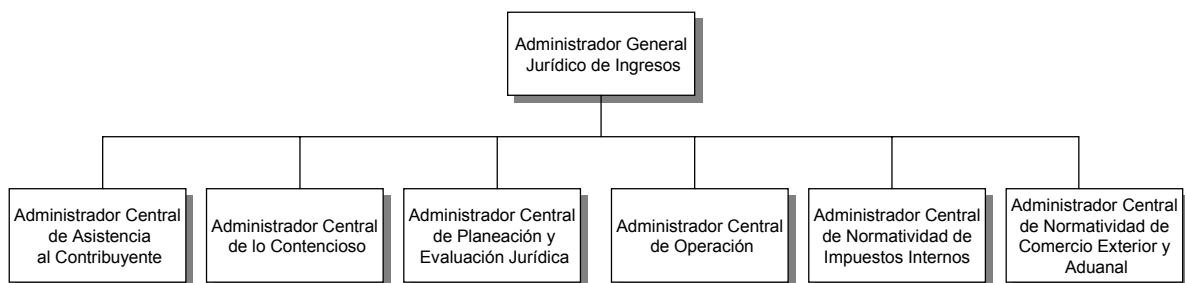 Administrador General
Jurídico de Ingresos
Administrador Central
de Asistencia
al Contribuyente
Administrador Central
de lo Contencioso
Administrador Central
de Planeación y
Evaluación Jurídica
Administrador Central
de Operación
Administrador Central
de Normatividad de
Impuestos Internos
Administrador Central
de Normatividad de
Comercio Exterior y
Aduanal